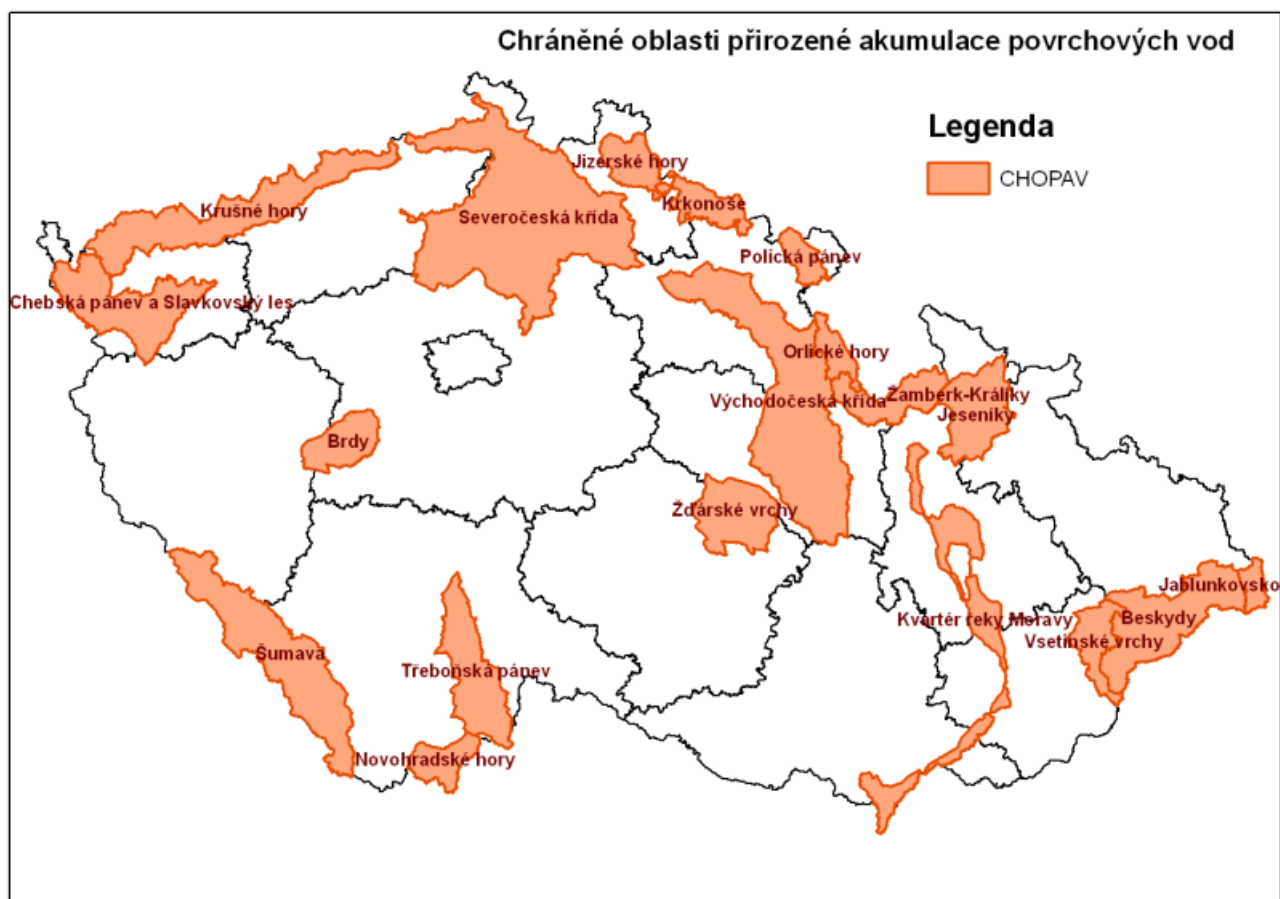 Chráněné oblasti přirozené akumulace povrchových vod
Legenda
CHOPAV
Jizerské hory
Krkonoše
Krušné hory
Severočeská křída
Polická pánev
Chebská pánev a Slavkovský les
Orlické hory
Východočeská křída
Žamberk-Králíky
Jeseníky
Brdy
Žďárské vrchy
Jablunkovsko
Kvartér řeky Moravy
Beskydy
Vsetínské vrchy
Šumava
Třeboňská pánev
Novohradské hory